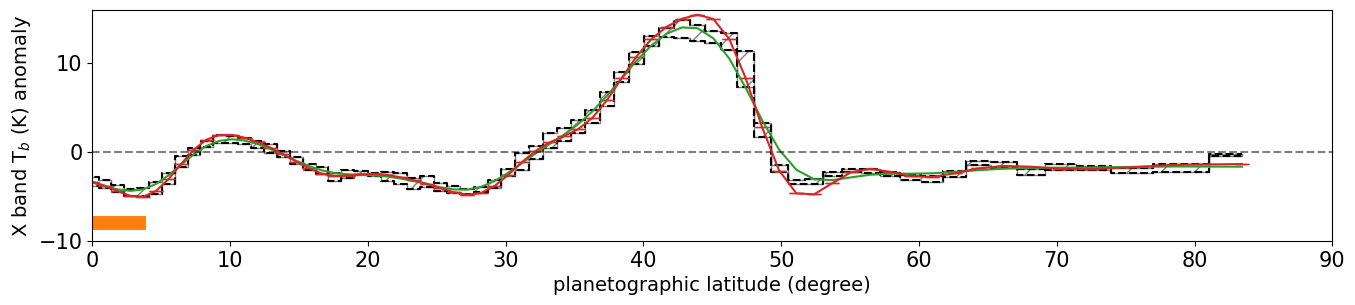 X band T_b (K) anomaly
10
0
−10
0 10 20 30 40 50 60 70 80 90
planetographic latitude (degree)